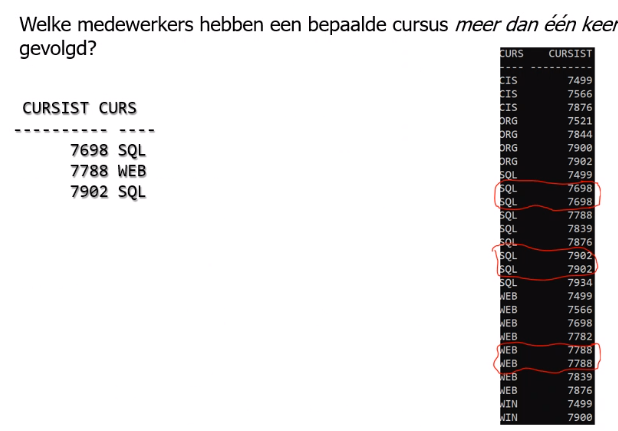 Welke medewerkers hebben een bepaalde cursus meer dan één keer
gevolgd?
CURSIST CURS
---------- ----
7698 SQL
7788 WEB
7902 SQL
CURS CURSIST
---- ----------
CIS 7499
CIS 7566
CIS 7876
ORG 7521
ORG 7844
ORG 7900
ORG 7902
SQL 7499
SQL 7698
SQL 7698
SQL 7788
SQL 7839
SQL 7876
SQL 7902
SQL 7902
SQL 7934
WEB 7499
WEB 7566
WEB 7698
WEB 7782
WEB 7788
WEB 7788
WEB 7839
WEB 7876
WIN 7499
WIN 7900